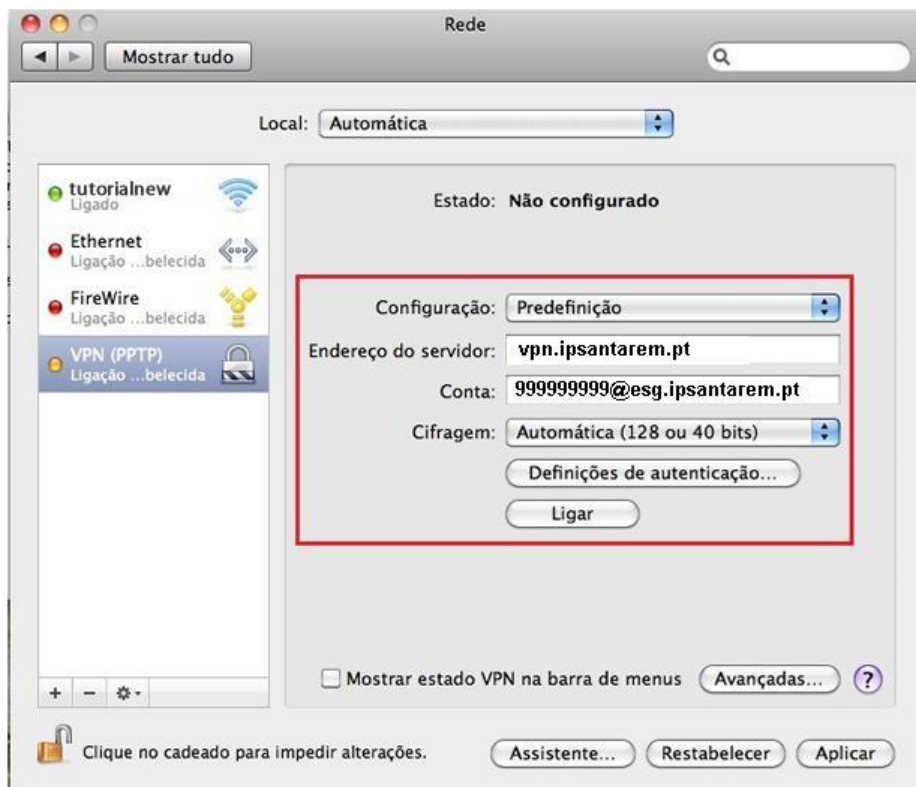 Rede
Mostrar tudo
Local: Automática
tutorialnew
Ligado
Ethernet
Ligação ...belecida
FireWire
Ligação ...belecida
VPN (PPTP)
Ligação ...belecida
Estado: Não configurado
Configuração: Predefinição
Endereço do servidor: vpn.ipsantarem.pt
Conta: 999999999@esg.ipsantarem.pt
Cifragem: Automática (128 ou 40 bits)
Definições de autenticação...
Ligar
Mostrar estado VPN na barra de menus Avançadas... ?
Clique no cadeado para impedir alterações. Assistente... Restabelecer Aplicar